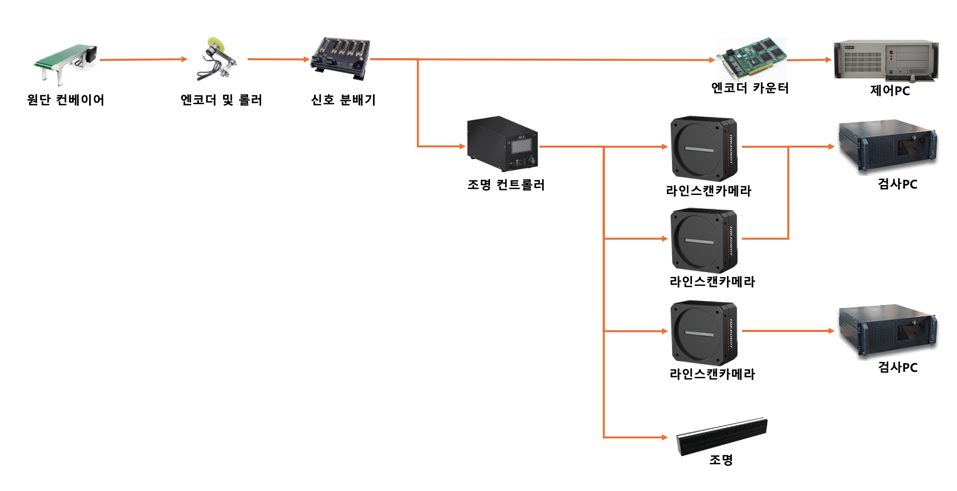 원단 컨베이어
엔코더 및 롤러
신호 분배기
엔코더 카운터
제어PC
조명 컨트롤러
라인스캔카메라
검사PC
라인스캔카메라
라인스캔카메라
검사PC
조명